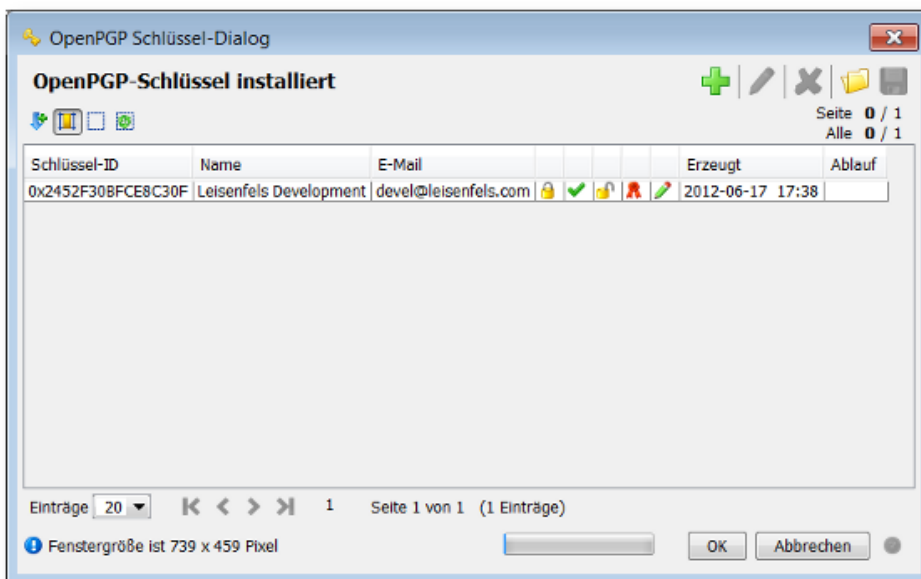 OpenPGP Schlüssel-Dialog
OpenPGP-Schlüssel installiert
Seite 0 / 1
Alle 0 / 1
Schlüssel-ID Name E-Mail Erzeugt Ablauf
0x2452F30BFCE8C30F Leisenfels Development devel@leisenfels.com 2012-06-17 17:38
Einträge 20 1 Seite 1 von 1 (1 Einträge)
Fenstergröße ist 739 x 459 Pixel OK Abbrechen